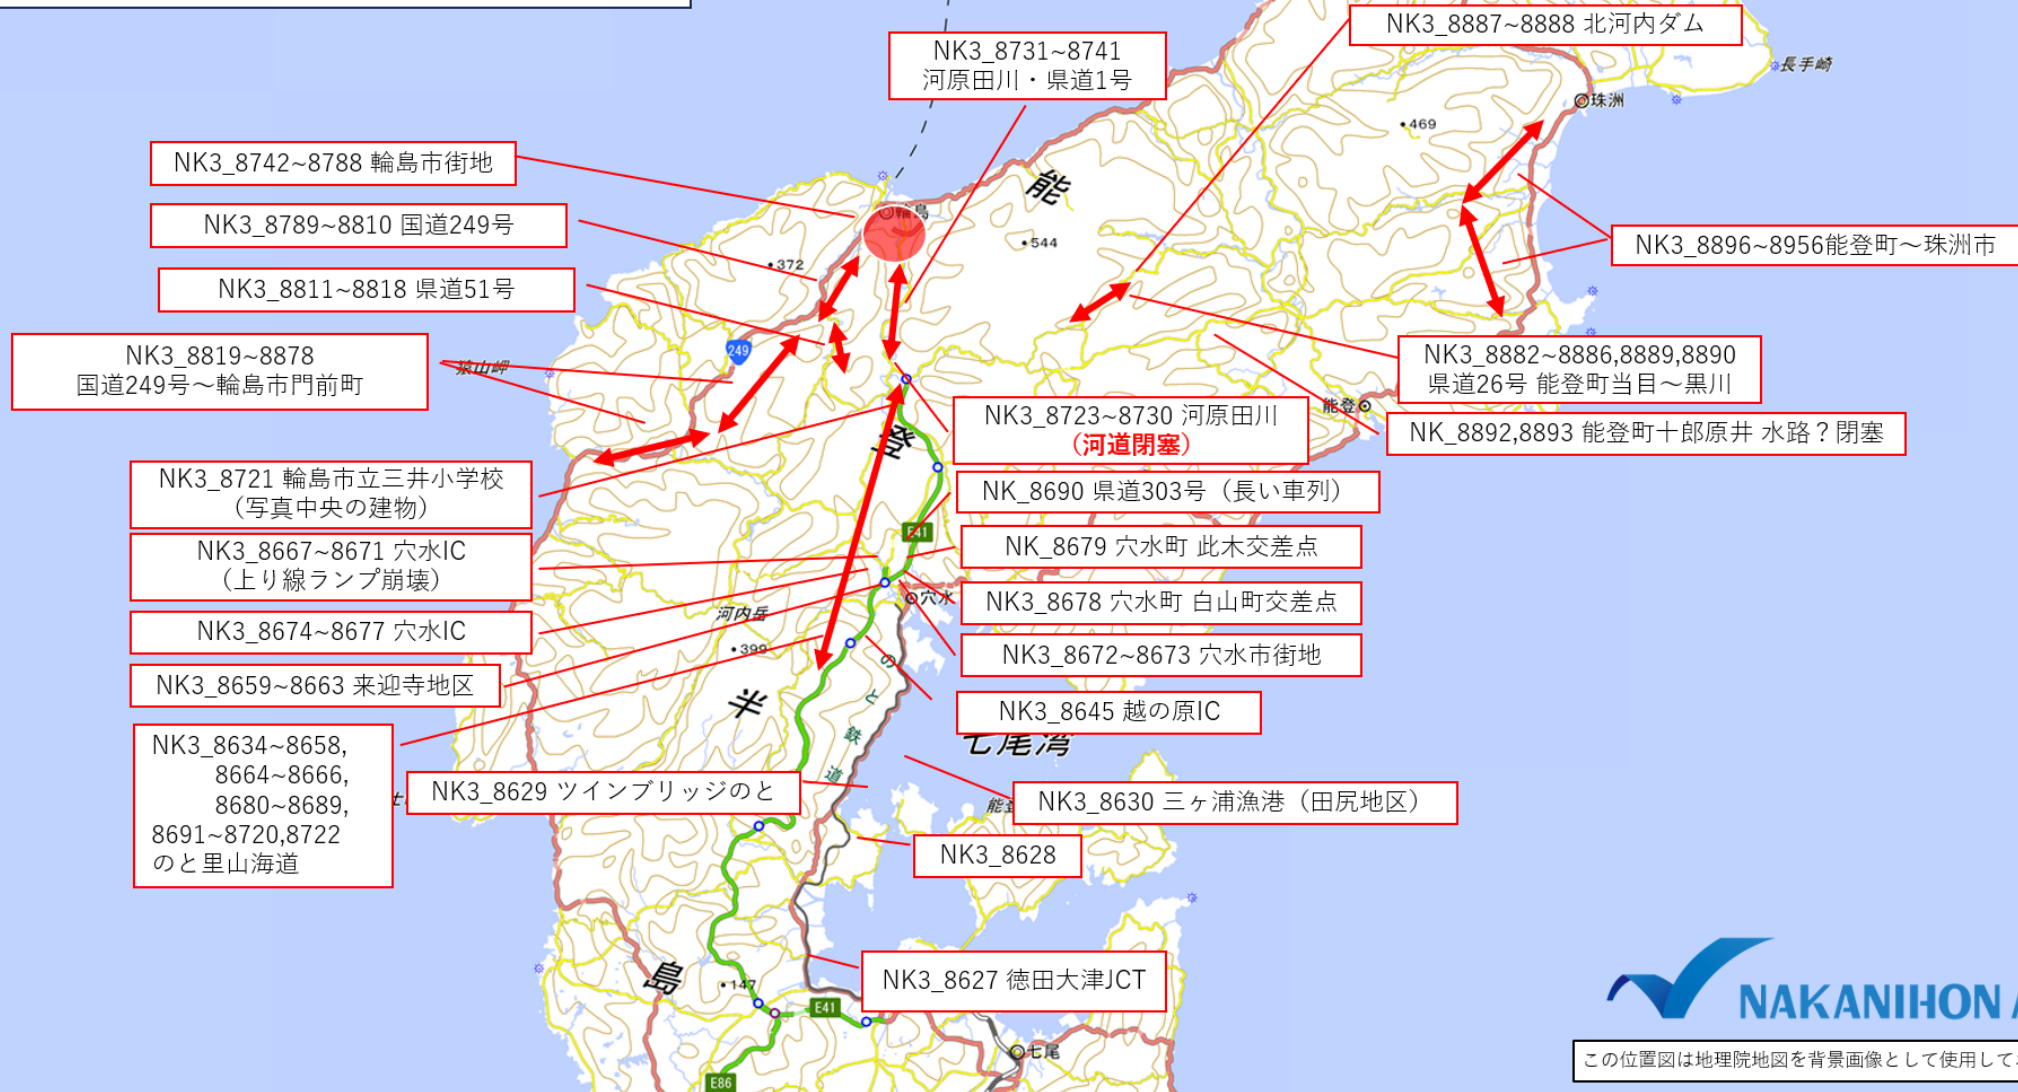 NK3_8887~8888 北河内ダム
NK3_8731~8741
河原田川・県道1号
長手崎
珠洲
469
NK3_8742~8788 輪島市街地
能
輪島
NK3_8789~8810 国道249号
544
372
NK3_8896~8956能登町～珠洲市
NK3_8811~8818 県道51号
NK3_8819~8878
国道249号～輪島市門前町
猿山岬
249
NK3_8882~8886,8889,8890
県道26号 能登町当目～黒川
能登
NK3_8723~8730 河原田川
（河道閉塞）
NK_8892,8893 能登町十郎原井 水路？閉塞
登
NK3_8721 輪島市立三井小学校
（写真中央の建物）
NK_8690 県道303号（長い車列）
E41
NK3_8667~8671 穴水IC
（上り線ランプ崩壊）
NK_8679 穴水町 此木交差点
穴水
NK3_8678 穴水町 白山町交差点
河内岳
399
NK3_8674~8677 穴水IC
NK3_8672~8673 穴水市街地
NK3_8659~8663 来迎寺地区
半
のと鉄道
NK3_8645 越の原IC
七尾湾
NK3_8634~8658,
8664~8666,
8680~8689,
8691~8720,8722
のと里山海道
NK3_8629 ツインブリッジのと
能登
NK3_8630 三ヶ浦漁港（田尻地区）
NK3_8628
島
147
NK3_8627 徳田大津JCT
E41
七尾
E86
NAKANIHON
この位置図は地理院地図を背景画像として使用して